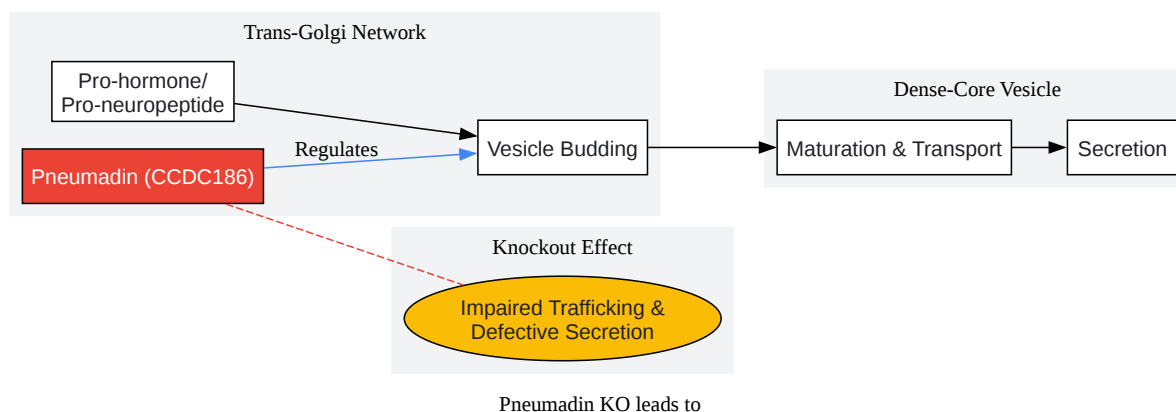 Trans-Golgi Network
Pro-hormone/
Pro-neuropeptide
Pneumadin (CCDC186)
Regulates
Vesicle Budding
Dense-Core Vesicle
Maturation & Transport
Secretion
Knockout Effect
Impaired Trafficking &
Defective Secretion
Pneumadin KO leads to